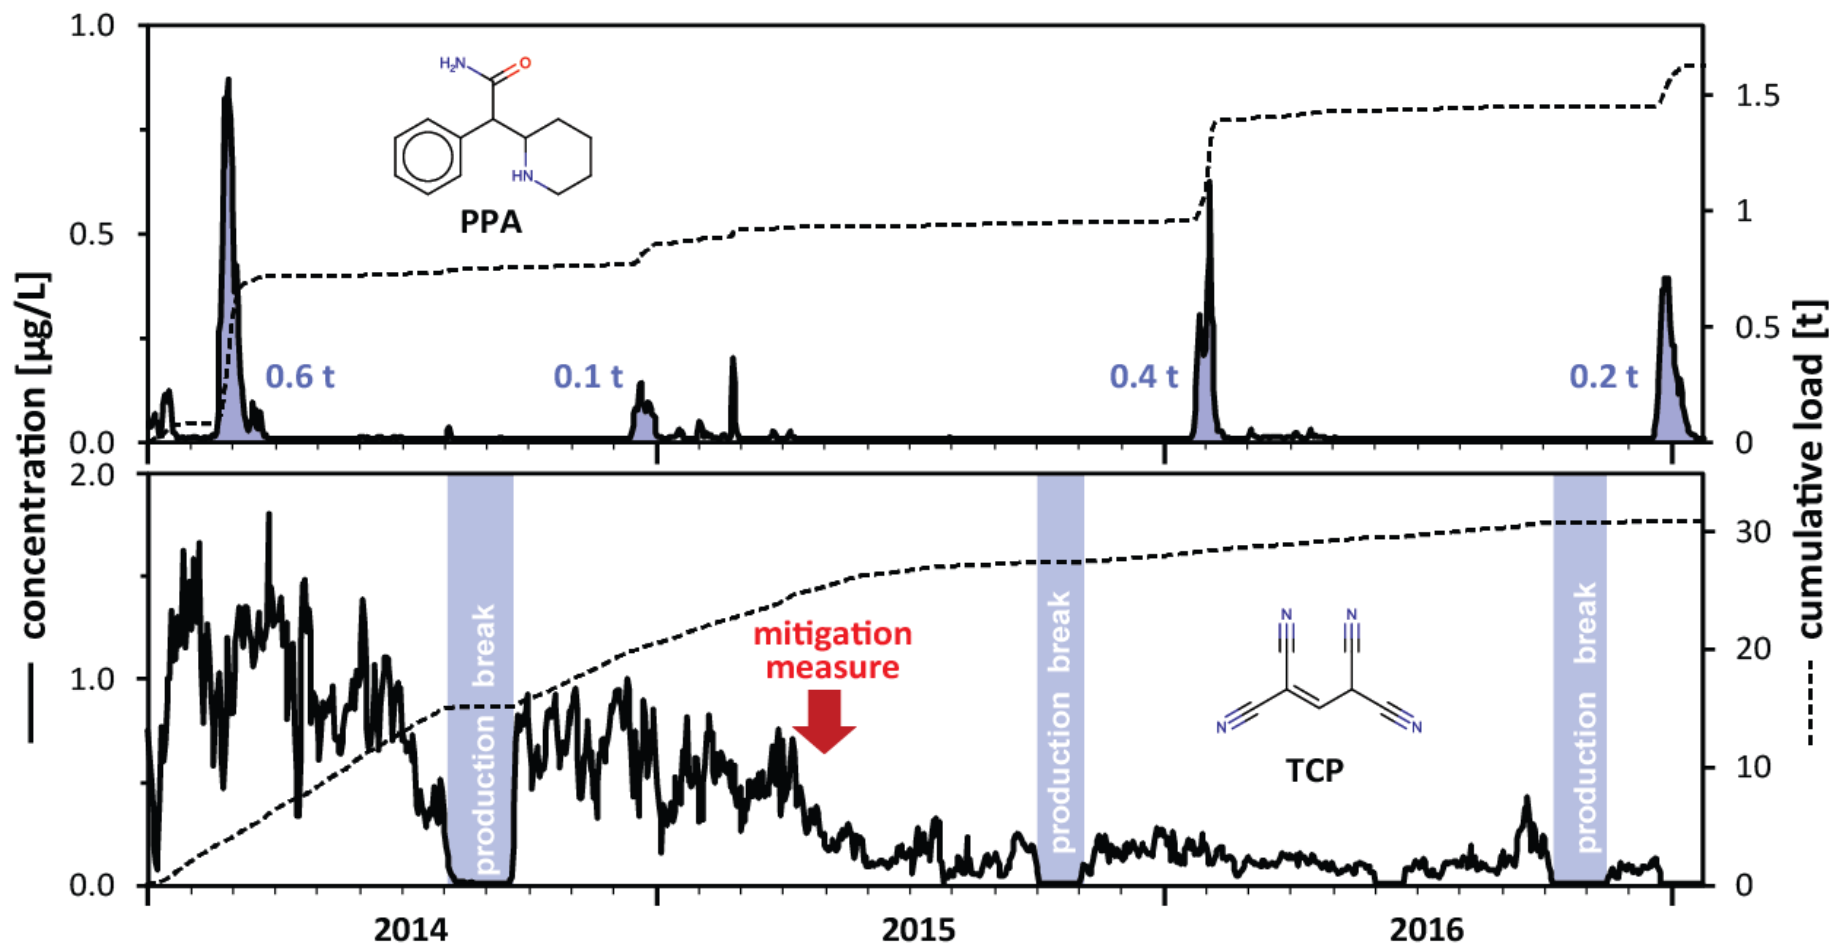 1.0
0.5
0.0
1.5
1
0.5
0
H₂N
O
HN
PPA
0.6 t
0.1 t
0.4 t
0.2 t
concentration [µg/L]
cumulative load [t]
2.0
1.0
0.0
30
20
10
0
production break
mitigation
measure
production break
production break
N
N
N
N
TCP
2014
2015
2016